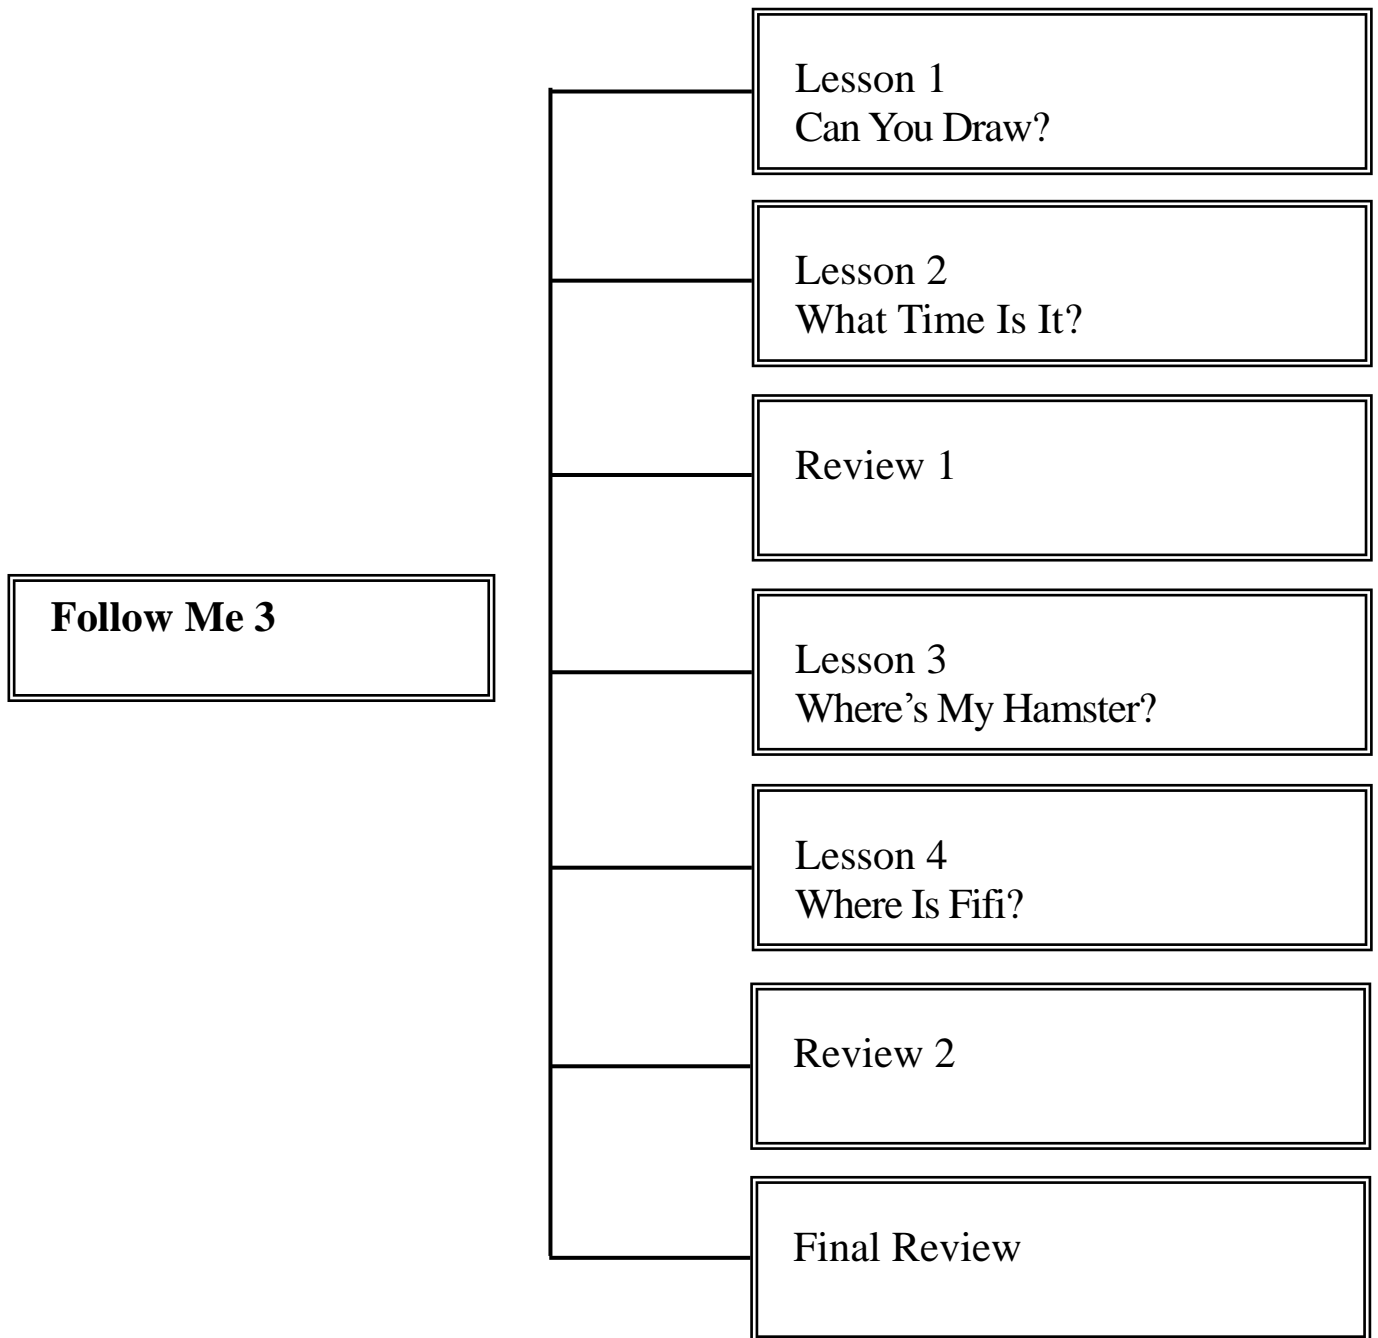 Follow Me 3
Lesson 1
Can You Draw?
Lesson 2
What Time Is It?
Review 1
Lesson 3
Where’s My Hamster?
Lesson 4
Where Is Fifi?
Review 2
Final Review